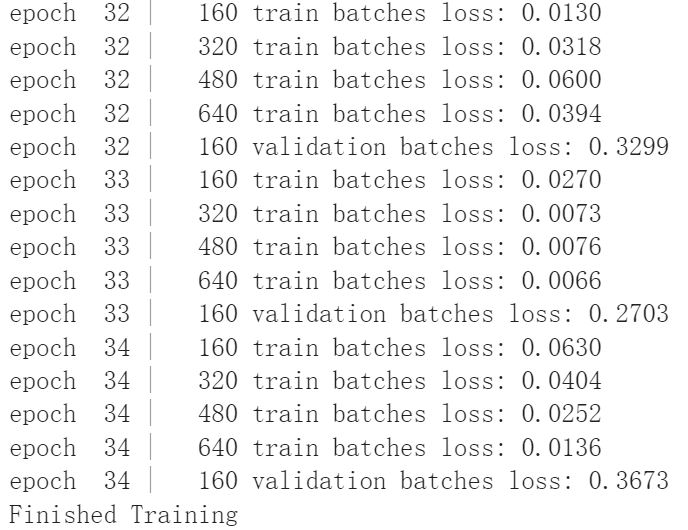 epoch  32 |   160 train batches loss: 0.0130
epoch  32 |   320 train batches loss: 0.0318
epoch  32 |   480 train batches loss: 0.0600
epoch  32 |   640 train batches loss: 0.0394
epoch  32 |   160 validation batches loss: 0.3299
epoch  33 |   160 train batches loss: 0.0270
epoch  33 |   320 train batches loss: 0.0073
epoch  33 |   480 train batches loss: 0.0076
epoch  33 |   640 train batches loss: 0.0066
epoch  33 |   160 validation batches loss: 0.2703
epoch  34 |   160 train batches loss: 0.0630
epoch  34 |   320 train batches loss: 0.0404
epoch  34 |   480 train batches loss: 0.0252
epoch  34 |   640 train batches loss: 0.0136
epoch  34 |   160 validation batches loss: 0.3673
Finished Training